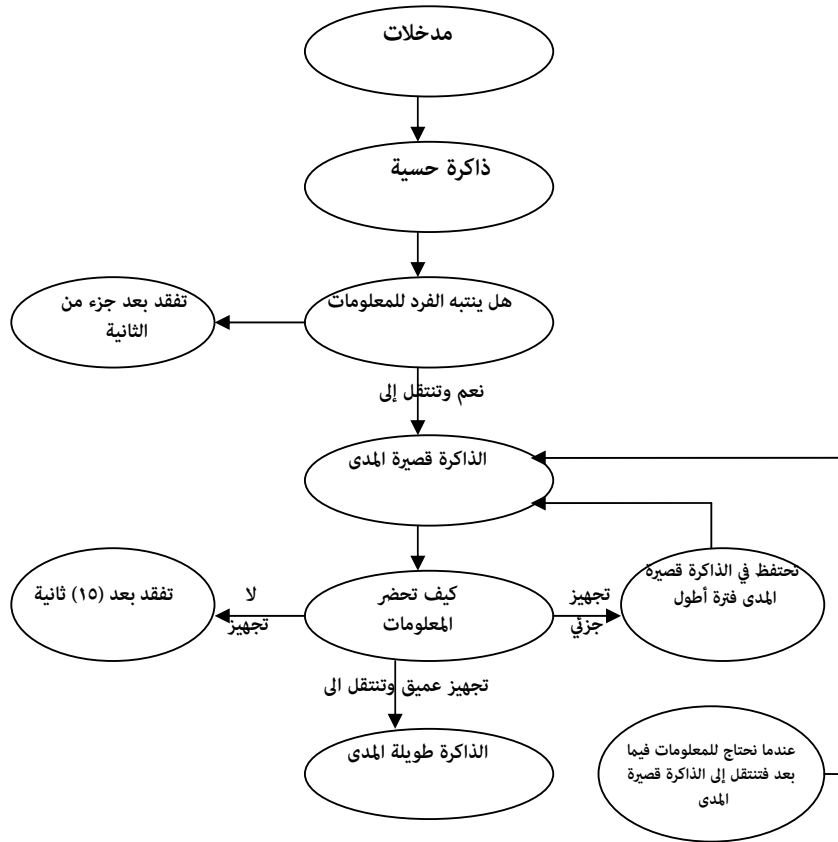 مدخلات
ذاكرة حسية
هل ينتبه الفرد للمعلومات
تفقد بعد جزء من
الثانية
نعم وتنتقل إلى
الذاكرة قصيرة المدى
كيف تحضر
المعلومات
تجهيز
جزئي
تحتفظ في الذاكرة قصيرة
المدى فترة أطول
لا
تجهيز
تفقد بعد (١٥) ثانية
تجهيز عميق وتنتقل الى
الذاكرة طويلة المدى
عندما نحتاج للمعلومات فيما
بعد فتنتقل إلى الذاكرة قصيرة
المدى